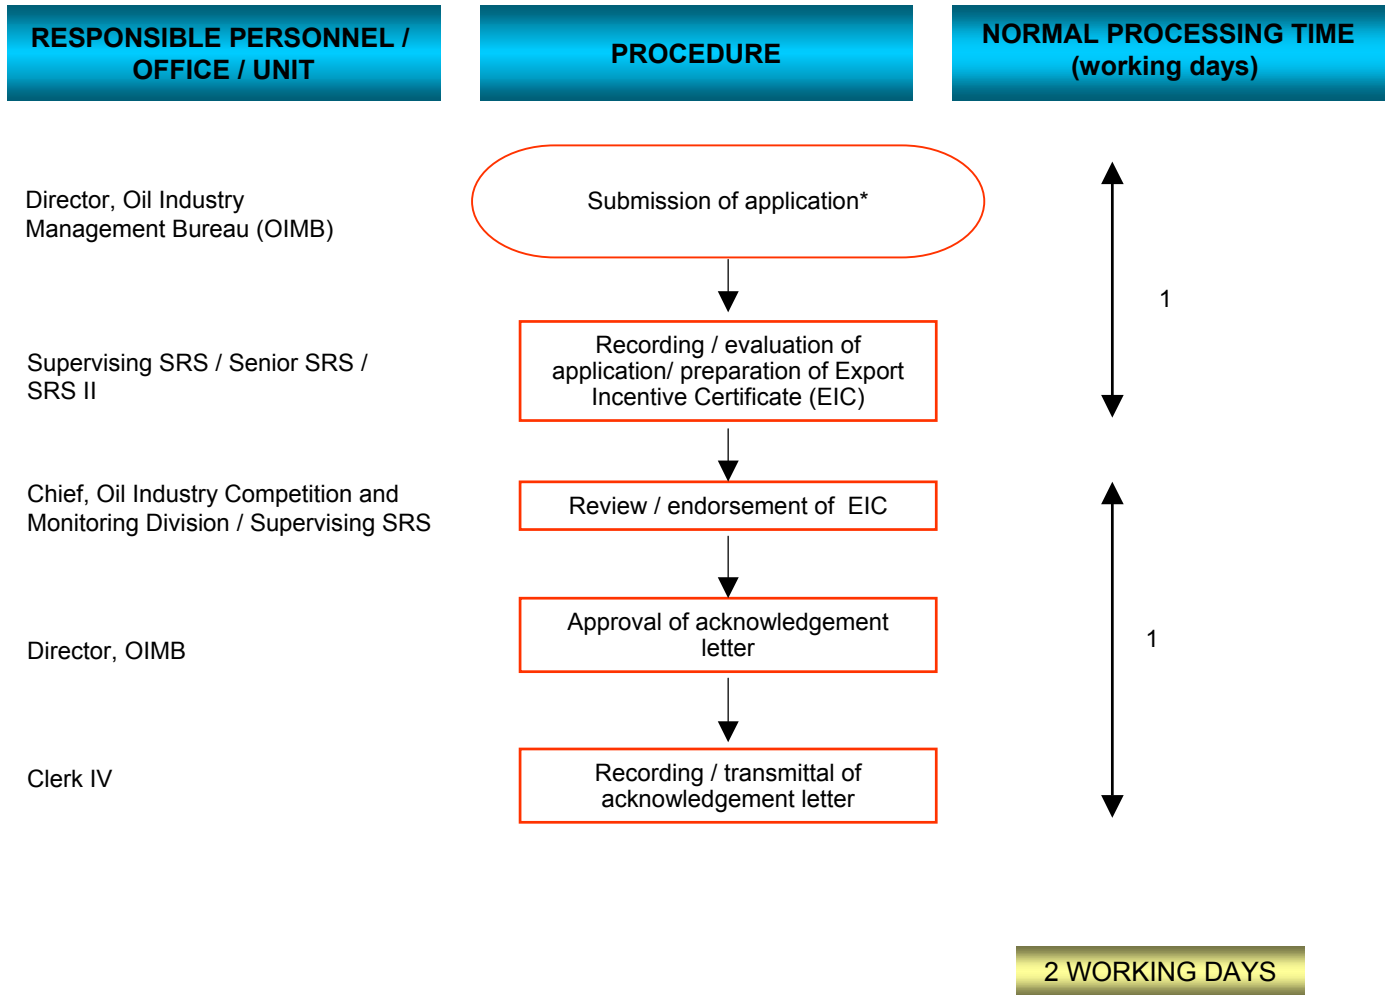 RESPONSIBLE PERSONNEL /
OFFICE / UNIT
PROCEDURE
NORMAL PROCESSING TIME
(working days)
Director, Oil Industry
Management Bureau (OIMB)
Submission of application*
1
Supervising SRS / Senior SRS /
SRS II
Recording / evaluation of
application/ preparation of Export
Incentive Certificate (EIC)
Chief, Oil Industry Competition and
Monitoring Division / Supervising SRS
Review / endorsement of  EIC
Director, OIMB
Approval of acknowledgement
letter
1
Clerk IV
Recording / transmittal of
acknowledgement letter
2 WORKING DAYS